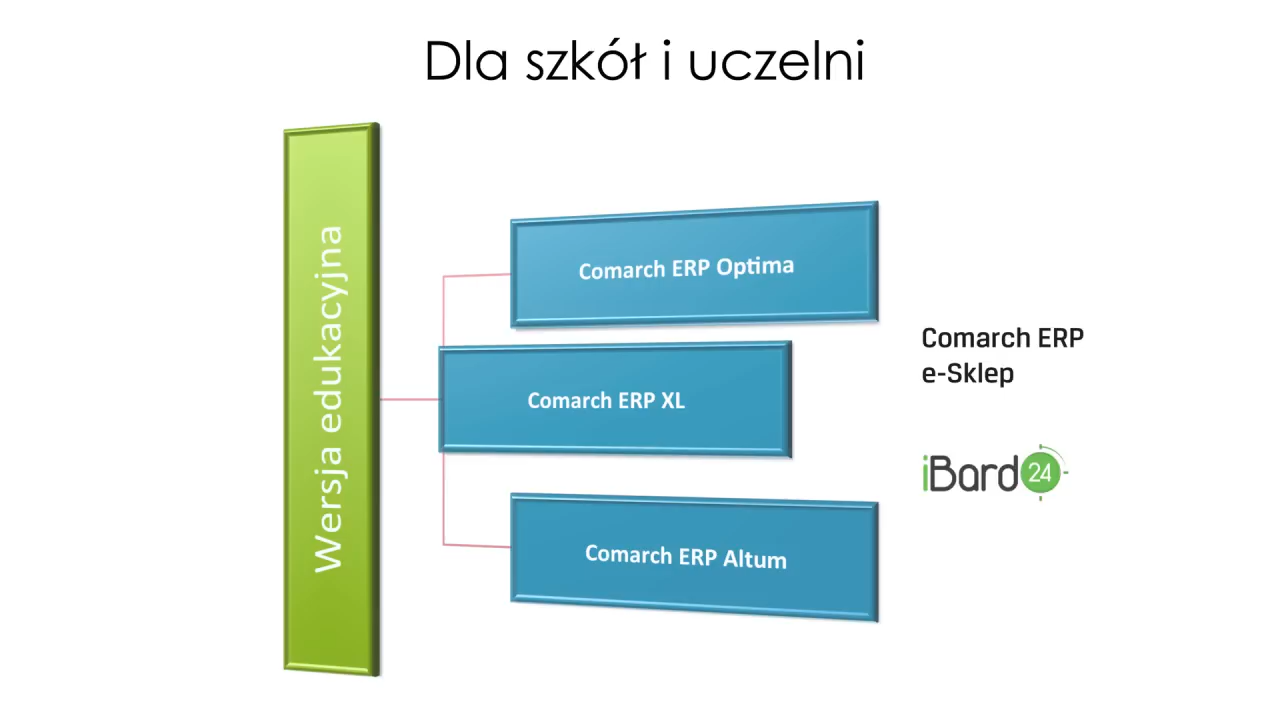 Dla szkół i uczelni
Wersja edukacyjna
Comarch ERP Optima
Comarch ERP XL
Comarch ERP Altum
Comarch ERP
e-Sklep
iBard24